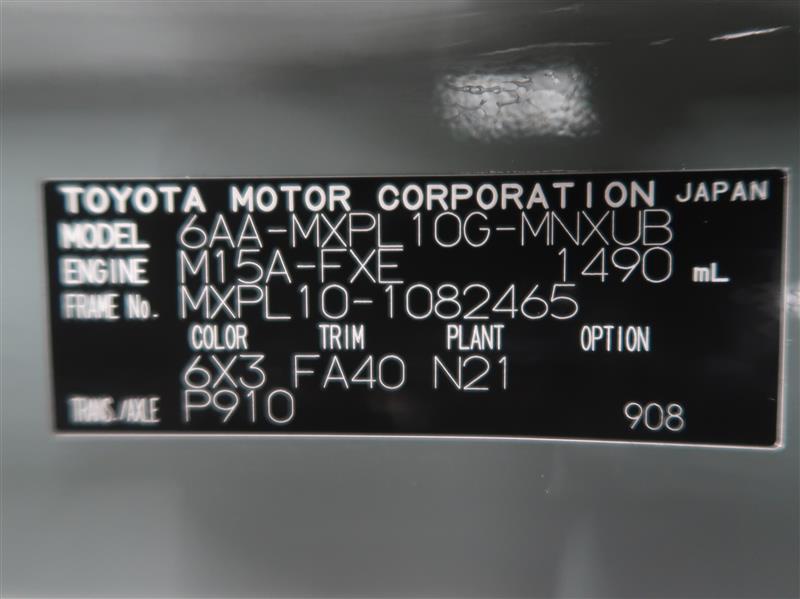 TOYOTA MOTOR CORPORATION JAPAN
MODEL 6AA-MXPL10G-MNXUB
ENGINE M15A-FXE 1490 mL
FRAME No. MXPL10-1082465
COLOR TRIM PLANT OPTION
6X3 FA40 N21
TRANS./AXLE P910 908